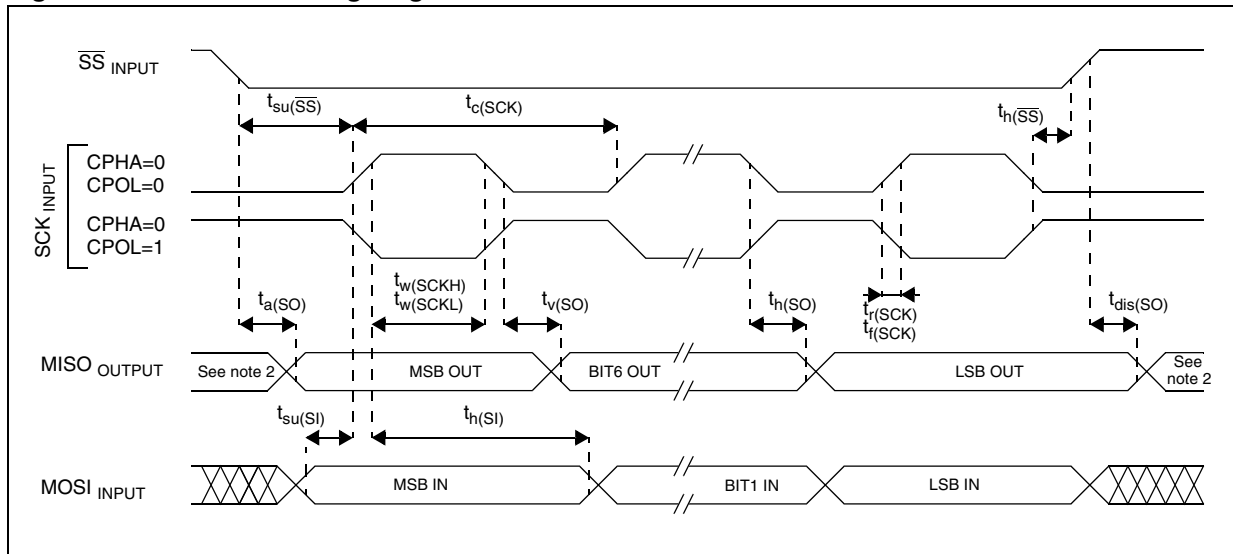 SS INPUT
tsu(SS)
tc(SCK)
th(SS)
SCK INPUT
CPHA=0
CPOL=0
CPHA=0
CPOL=1
ta(SO)
tw(SCKH)
tw(SCKL)
tv(SO)
th(SO)
tr(SCK)
tf(SCK)
tdis(SO)
MISO OUTPUT
See note 2
MSB OUT
BIT6 OUT
LSB OUT
See
note 2
tsu(SI)
th(SI)
MOSI INPUT
MSB IN
BIT1 IN
LSB IN